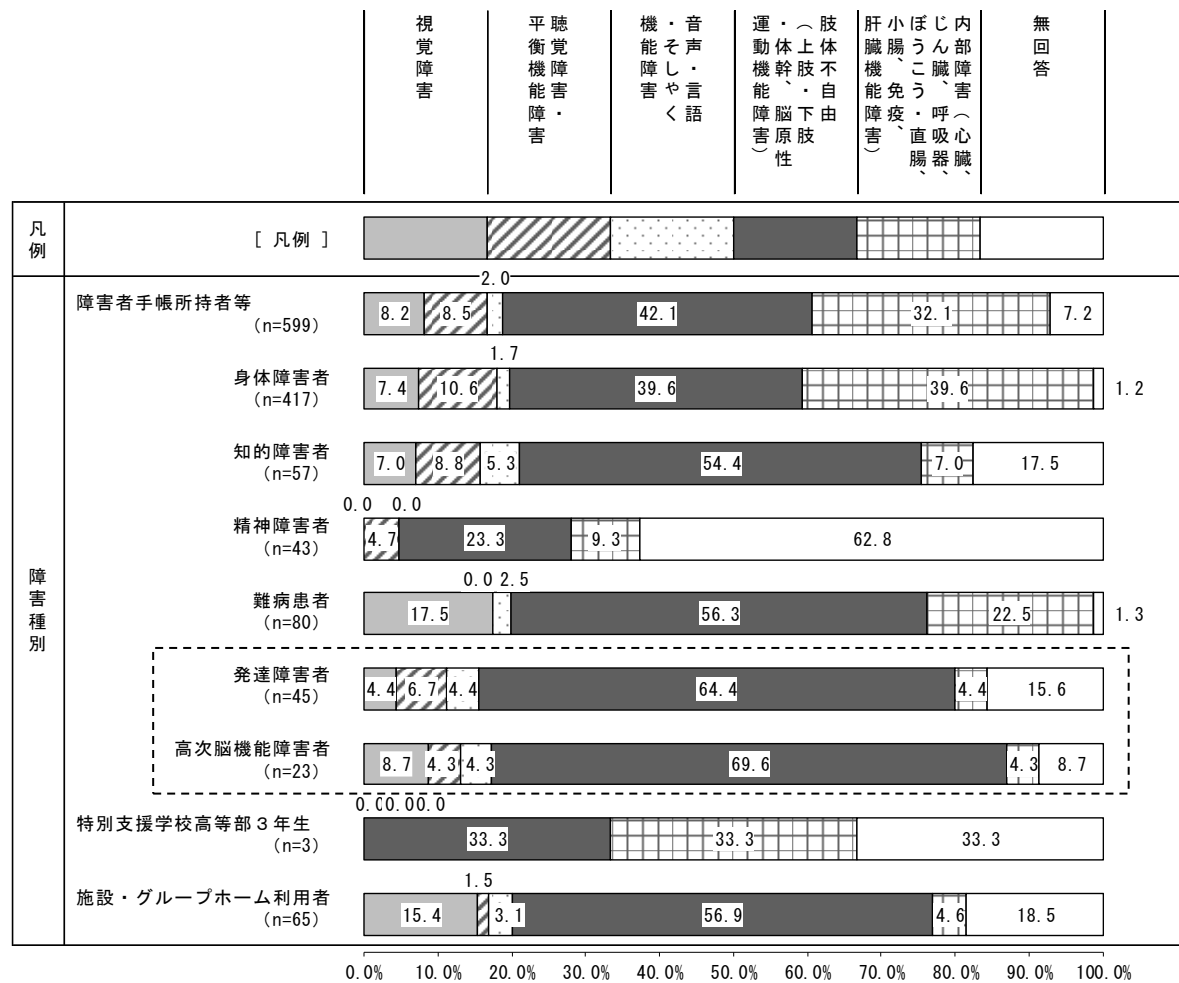 視覚障害
聴覚障害・
平衡機能障害
音声・言語
・そしゃく
機能障害
肢体不自由
（上肢・下肢
・体幹、脳原性
運動機能障害）
内部障害（心臓、
じん臓、呼吸器、
ぼうこう・直腸、
小腸、免疫、
肝臓機能障害）
無回答
凡例
[ 凡例 ]
障害種別
2.0
障害者手帳所持者等
(n=599)
8.2 8.5 42.1 32.1 7.2
1.7
身体障害者
(n=417)
7.4 10.6 39.6 39.6 1.2
知的障害者
(n=57)
7.0 8.8 5.3 54.4 7.0 17.5
0.0 0.0
精神障害者
(n=43)
4.7 23.3 9.3 62.8
0.0 2.5
難病患者
(n=80)
17.5 56.3 22.5 1.3
発達障害者
(n=45)
4.4 6.7 4.4 64.4 4.4 15.6
高次脳機能障害者
(n=23)
8.7 4.3 4.3 69.6 4.3 8.7
0.0 0.0 0.0
特別支援学校高等部３年生
(n=3)
33.3 33.3 33.3
1.5
施設・グループホーム利用者
(n=65)
15.4 3.1 56.9 4.6 18.5
0.0% 10.0% 20.0% 30.0% 40.0% 50.0% 60.0% 70.0% 80.0% 90.0% 100.0%